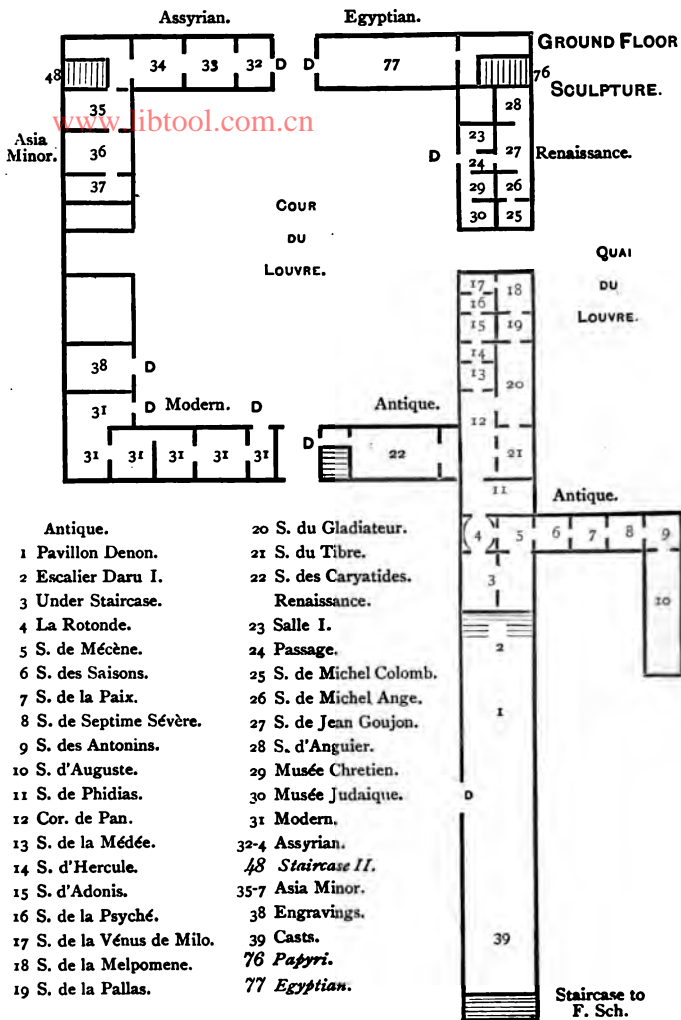 Assyrian. Egyptian.
GROUND FLOOR
48 34 33 32 D D 77 76
SCULPTURE.
35 28
www.libtool.com.cn
23
Asia
Minor.
36 D 27 Renaissance.
24
37 29 26
COUR 30 25
DU
LOUVRE.
QUAI
DU
LOUVRE.
17 18
16
15 19
14
38 D 13
20
31 D Modern. D Antique.
12
31 31 31 31 31 D 22 21
11
Antique.
4 5 6 7 8 9
3
10
2
1
D
39
Staircase to
F. Sch.
Antique.
1 Pavillon Denon.
2 Escalier Daru I.
3 Under Staircase.
4 La Rotonde.
5 S. de Mécène.
6 S. des Saisons.
7 S. de la Paix.
8 S. de Septime Sévère.
9 S. des Antonins.
10 S. d'Auguste.
11 S. de Phidias.
12 Cor. de Pan.
13 S. de la Médée.
14 S. d'Hercule.
15 S. d'Adonis.
16 S. de la Psyché.
17 S. de la Vénus de Milo.
18 S. de la Melpomene.
19 S. de la Pallas.
20 S. du Gladiateur.
21 S. du Tibre.
22 S. des Caryatides.
Renaissance.
23 Salle I.
24 Passage.
25 S. de Michel Colomb.
26 S. de Michel Ange.
27 S. de Jean Goujon.
28 S. d'Anguier.
29 Musée Chretien.
30 Musée Judaique.
31 Modern.
32-4 Assyrian.
48 Staircase II.
35-7 Asia Minor.
38 Engravings.
39 Casts.
76 Papyri.
77 Egyptian.